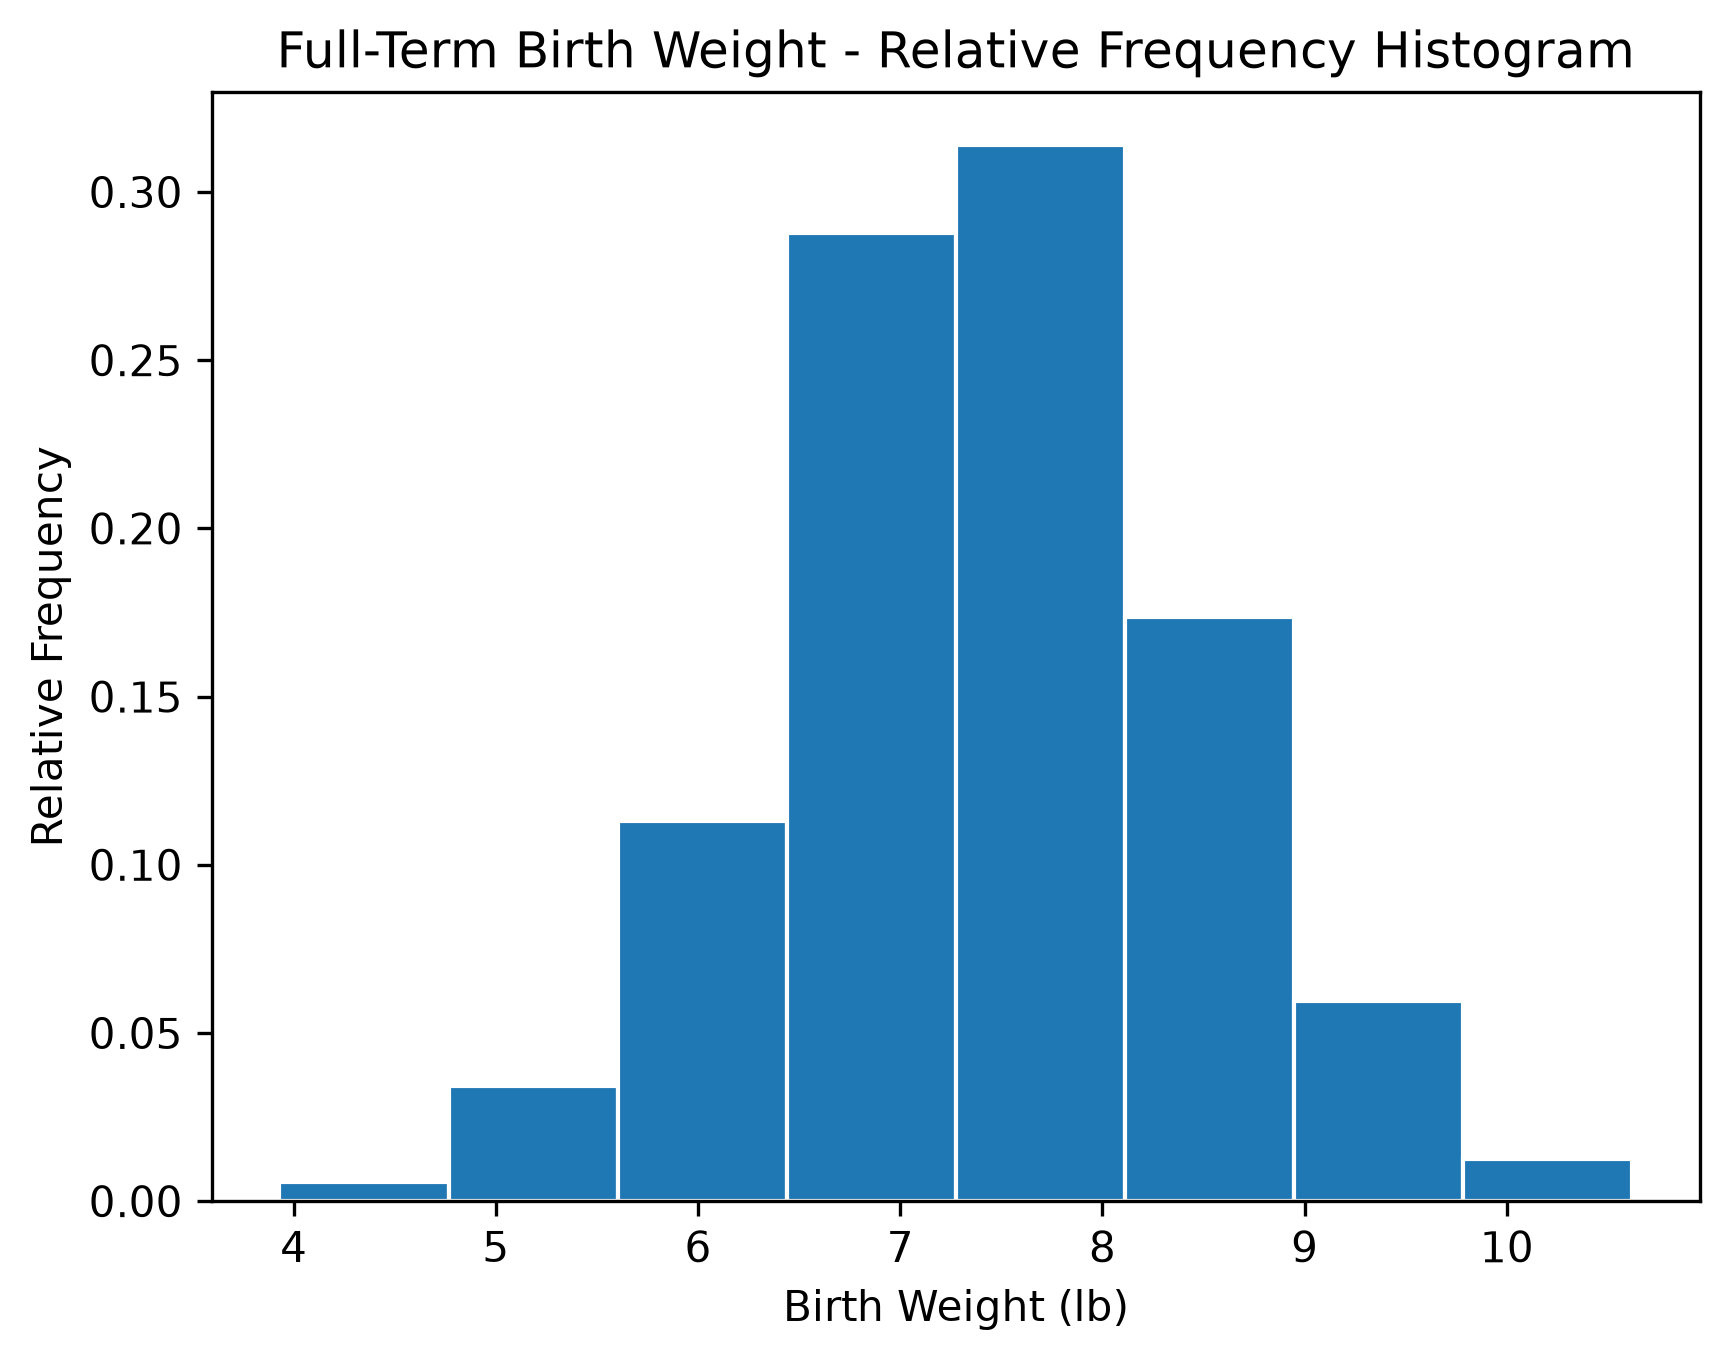 Full-Term Birth Weight - Relative Frequency Histogram
Relative Frequency
0.30
0.25
0.20
0.15
0.10
0.05
0.00
4 5 6 7 8 9 10
Birth Weight (lb)